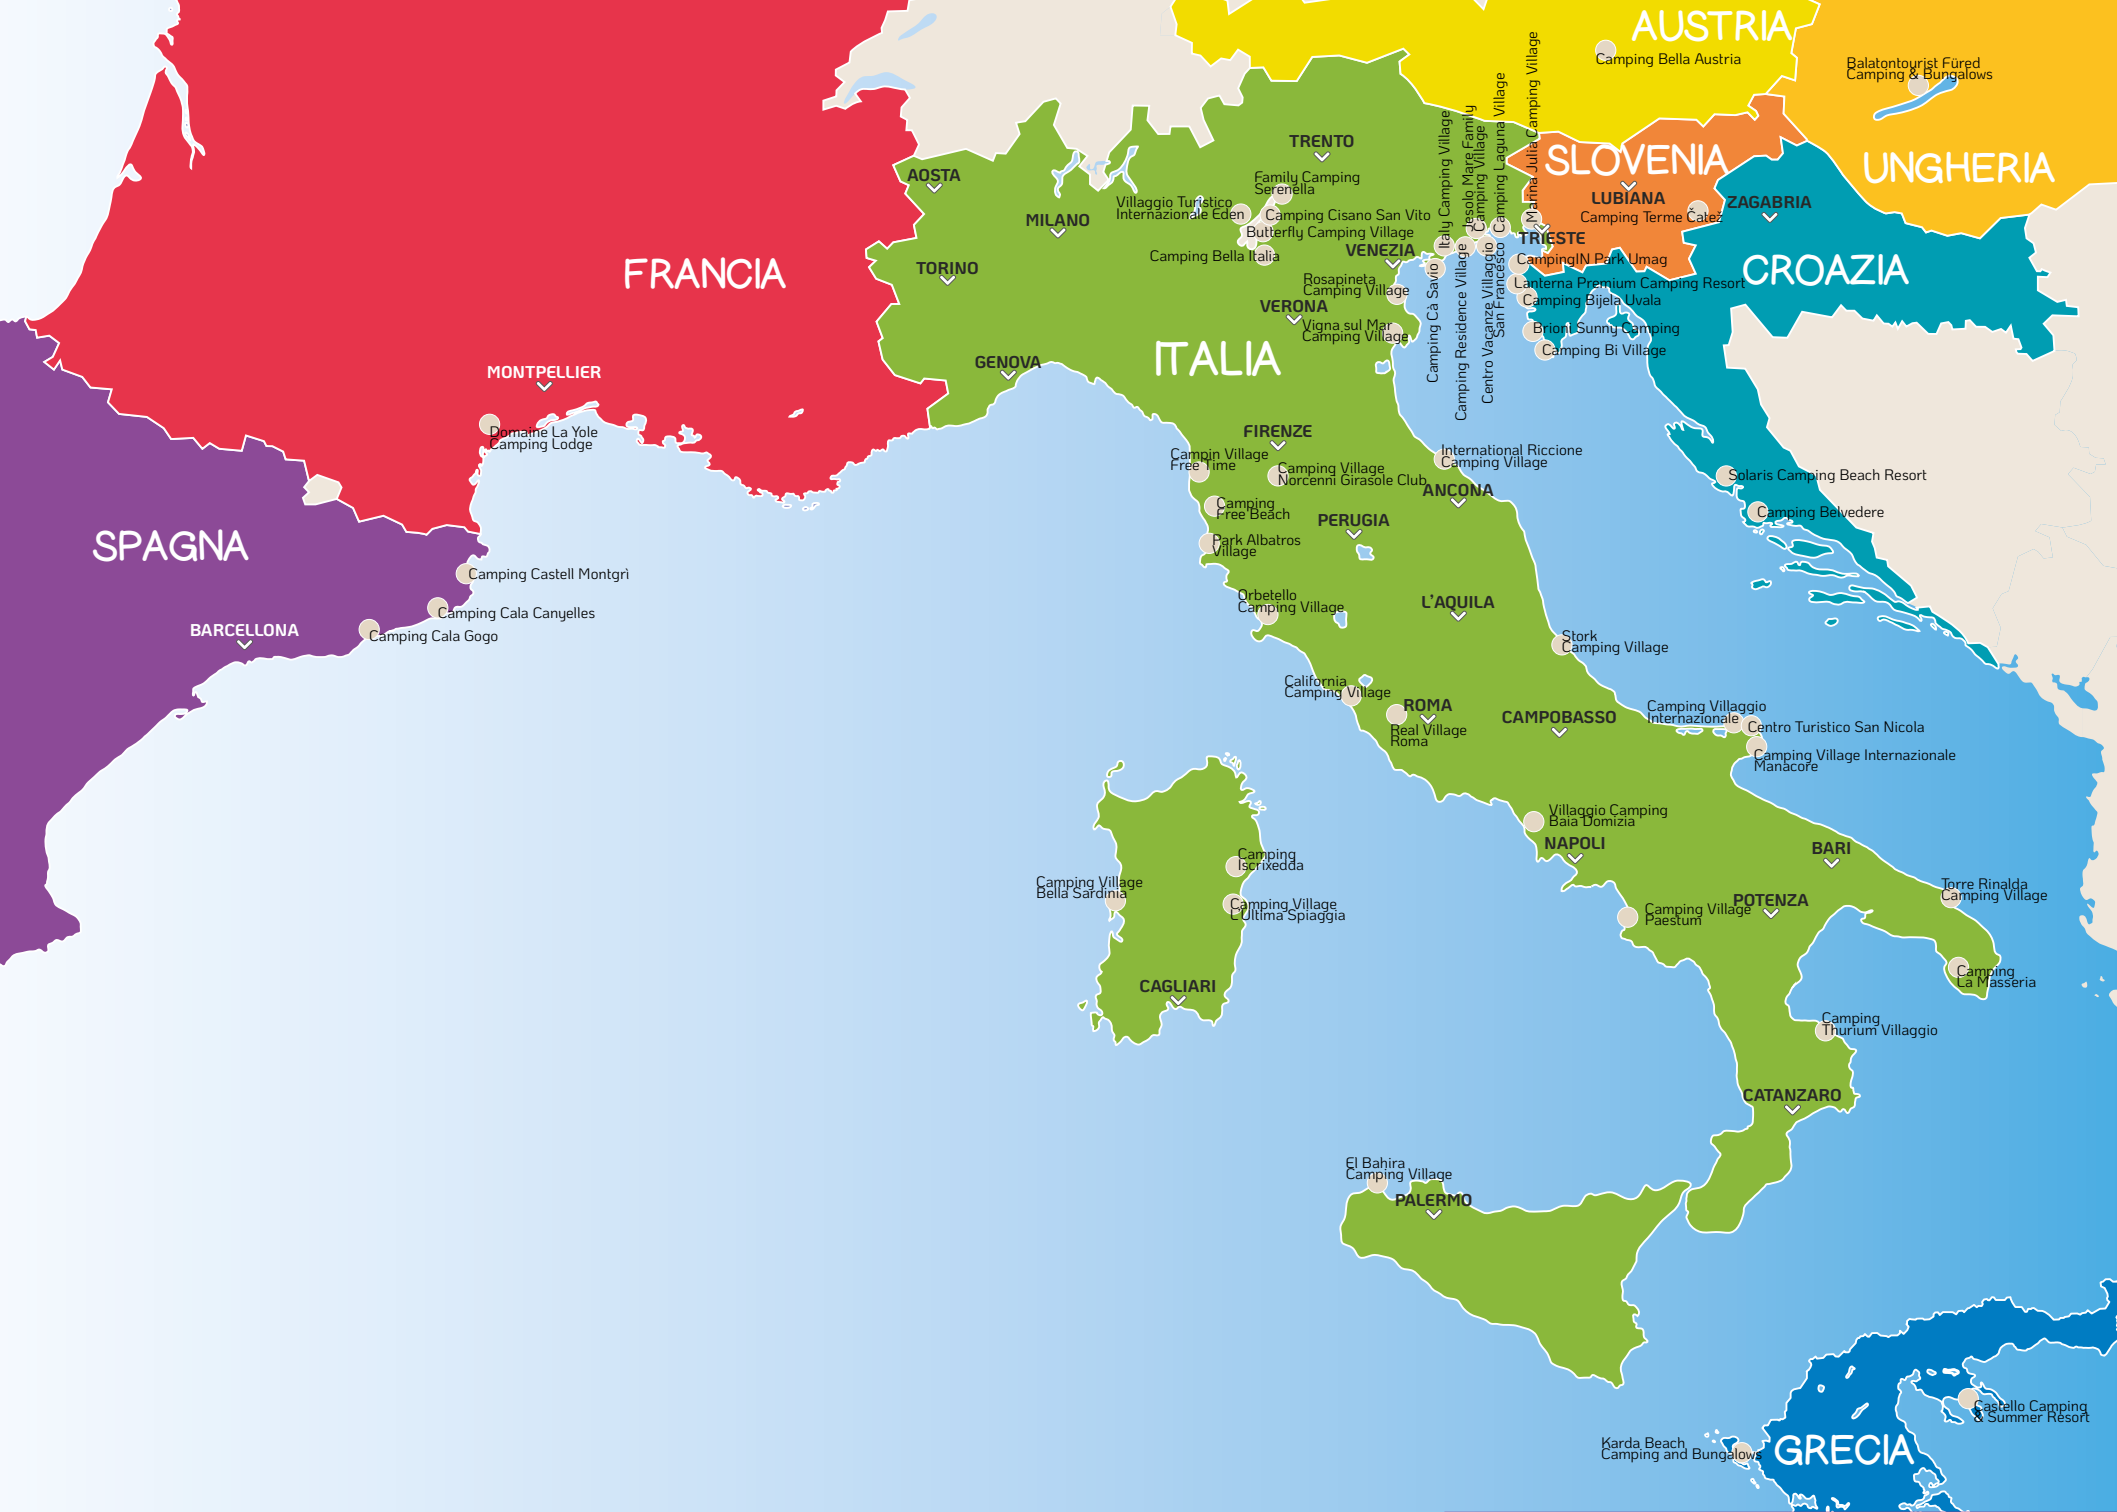 AUSTRIA
Camping Bella Austria
Balatontourist Füred
Camping & Bungalows
UNGHERIA
SLOVENIA
LUBIANA
Camping Terme Čatež
ZAGABRIA
CROAZIA
TRENTO
AOSTA
MILANO
TORINO
Family Camping
Serenella
Villaggio Turistico
Internazionale Eden
Camping Cisano San Vito
Butterfly Camping Village
Camping Bella Italia
VENEZIA
Italy Camping Village
Jesolo Mare Family
Camping Village
Camping Laguna Village
Marina Julia Camping Village
TRIESTE
CampingIN Park Umag
Lanterna Premium Camping Resort
Camping Bijela Uvala
Brioni Sunny Camping
Camping Bi Village
Rosapineta
Camping Village
VERONA
Vigna sul Mar
Camping Village
Camping Cà Savio
Camping Residence Village
Centro Vacanze Villaggio
San Francesco
FRANCIA
MONTPELLIER
Domaine La Yole
Camping Lodge
GENOVA
ITALIA
FIRENZE
Campin Village
Free Time
Camping Village
Norcenni Girasole Club
International Riccione
Camping Village
ANCONA
Camping
Free Beach
PERUGIA
Park Albatros
Village
Solaris Camping Beach Resort
Camping Belvedere
SPAGNA
Camping Castell Montgrì
Camping Cala Canyelles
BARCELLONA
Camping Cala Gogo
Orbetello
Camping Village
L'AQUILA
Stork
Camping Village
California
Camping Village
ROMA
Real Village
Roma
CAMPOBASSO
Camping Villaggio
Internazionale
Centro Turistico San Nicola
Camping Village Internazionale
Manacore
Villaggio Camping
Baia Domizia
NAPOLI
BARI
Camping
Iscrixedda
Camping Village
Bella Sardinia
Camping Village
L'Ultima Spiaggia
CAGLIARI
Camping Village
Paestum
POTENZA
Torre Rinalda
Camping Village
Camping
La Masseria
Camping
Thurium Villaggio
CATANZARO
El Bahira
Camping Village
PALERMO
Castello Camping
& Summer Resort
Karda Beach
Camping and Bungalows
GRECIA